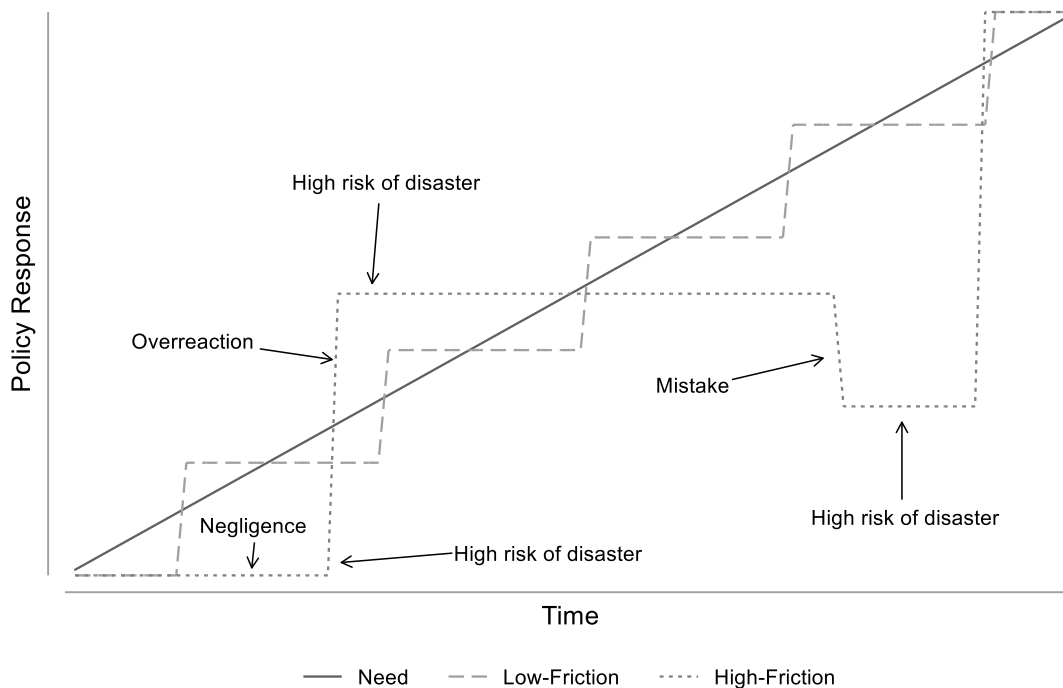 High risk of disaster
Policy Response
Overreaction
Mistake
High risk of disaster
Negligence
High risk of disaster
Time
Need
Low-Friction
High-Friction